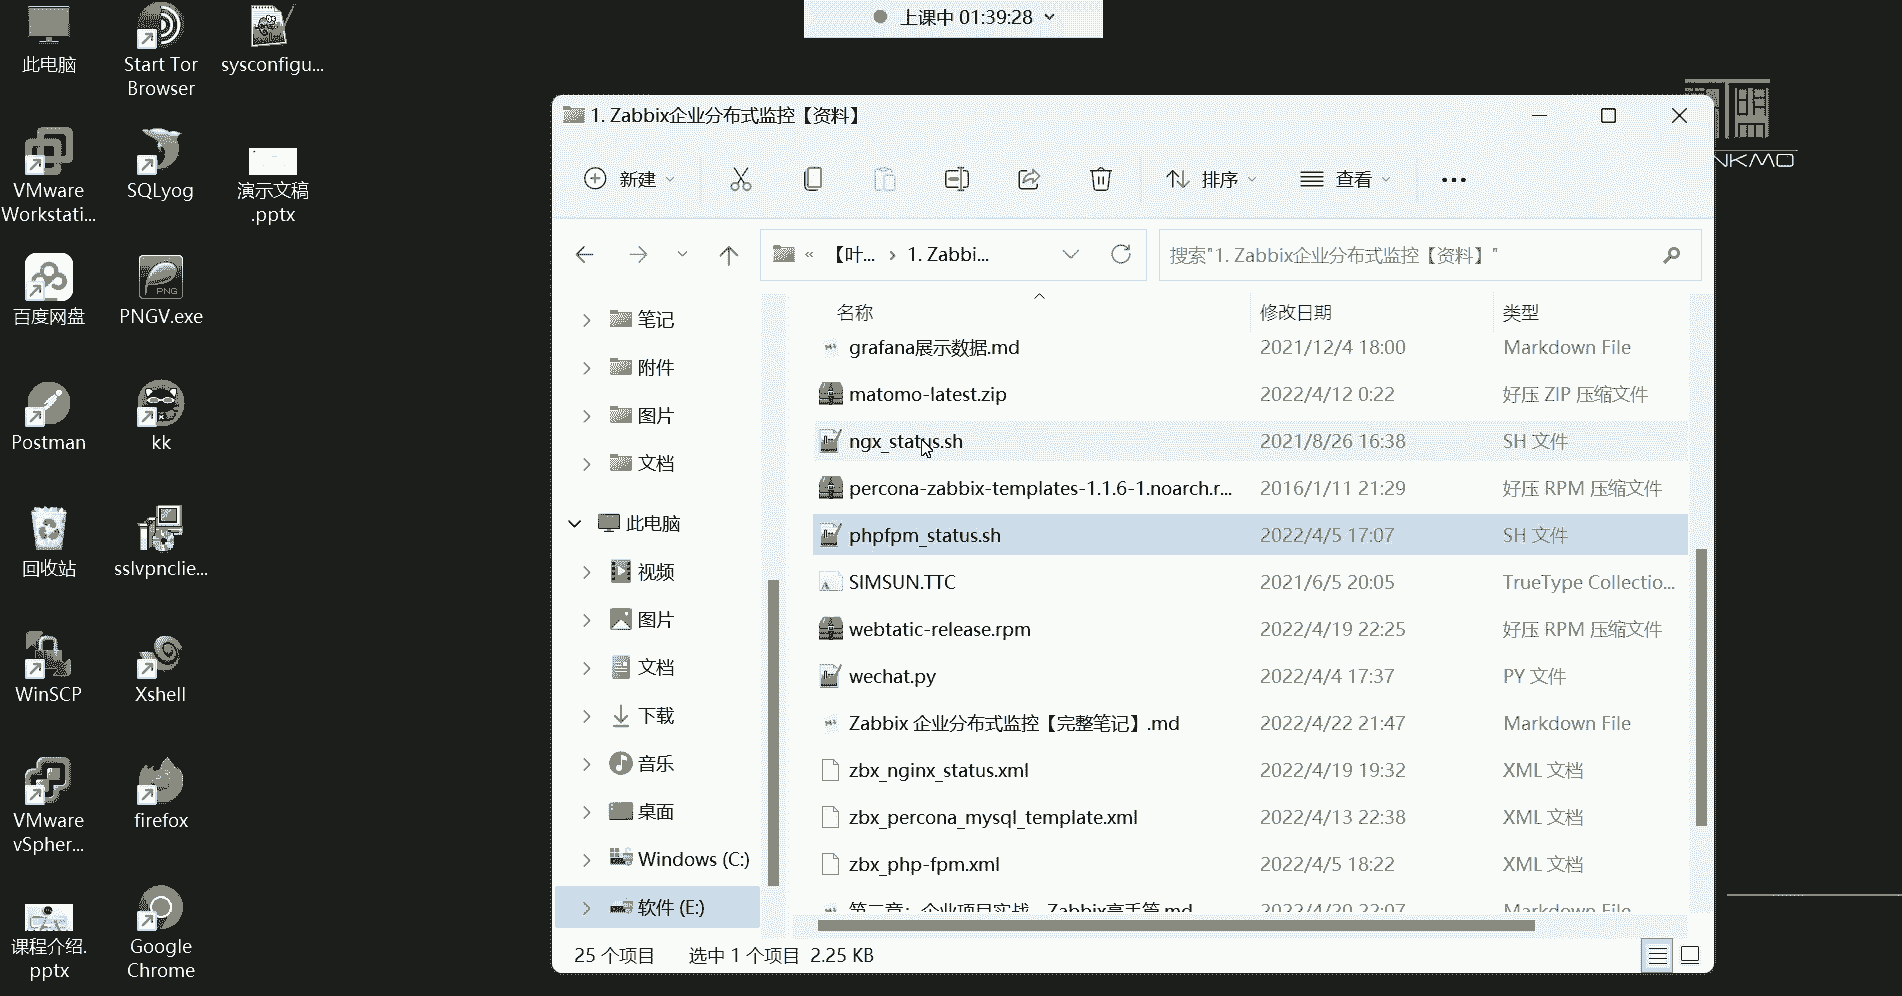 上课中 01:39:28
此电脑
Start Tor
Browser
sysconfigu...
VMware
Workstati...
SQLyog
演示文稿
.pptx
百度网盘
PNG
PNGV.exe
Postman
kk
回收站
sslvpnclie...
WinSCP
Xshell
VMware
vSpher...
firefox
课程介绍.
pptx
Google
Chrome
NKMO
1. Zabbix企业分布式监控【资料】
新建
排序
查看
« 【叶... › 1. Zabbi...
搜索"1. Zabbix企业分布式监控【资料】"
笔记
附件
图片
文档
此电脑
视频
图片
文档
下载
音乐
桌面
Windows (C:)
软件 (E:)
名称 修改日期 类型
grafana展示数据.md 2021/12/4 18:00 Markdown File
matomo-latest.zip 2022/4/12 0:22 好压 ZIP 压缩文件
ngx_status.sh 2021/8/26 16:38 SH 文件
percona-zabbix-templates-1.1.6-1.noarch.r... 2016/1/11 21:29 好压 RPM 压缩文件
phpfpm_status.sh 2022/4/5 17:07 SH 文件
SIMSUN.TTC 2021/6/5 20:05 TrueType Collectio...
webtatic-release.rpm 2022/4/19 22:25 好压 RPM 压缩文件
wechat.py 2022/4/4 17:37 PY 文件
Zabbix 企业分布式监控【完整笔记】.md 2022/4/22 21:47 Markdown File
zbx_nginx_status.xml 2022/4/19 19:32 XML 文档
zbx_percona_mysql_template.xml 2022/4/13 22:38 XML 文档
zbx_php-fpm.xml 2022/4/5 18:22 XML 文档
2022/4/20 22:07 Markdown File
25 个项目 选中 1 个项目 2.25 KB